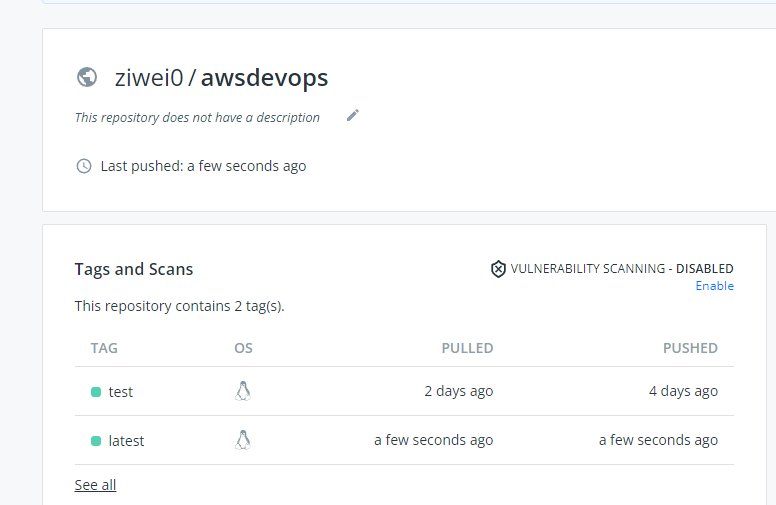 ziwei0 / awsdevops
This repository does not have a description
Last pushed: a few seconds ago
Tags and Scans
VULNERABILITY SCANNING - DISABLED
Enable
This repository contains 2 tag(s).
TAG OS PULLED PUSHED
test 2 days ago 4 days ago
latest a few seconds ago a few seconds ago
See all